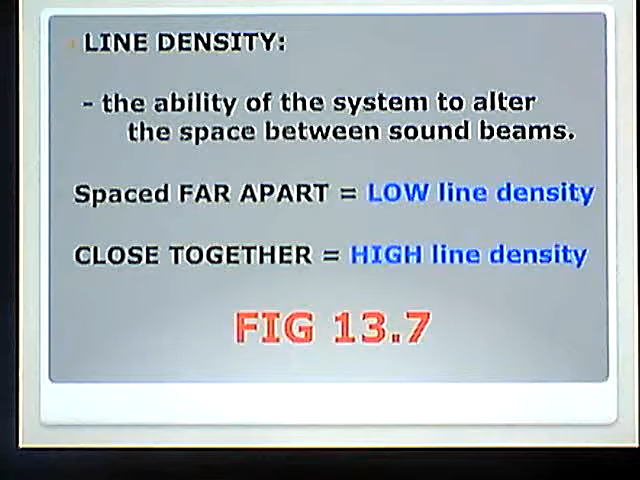 LINE DENSITY:
- the ability of the system to alter
the space between sound beams.
Spaced FAR APART = LOW line density
CLOSE TOGETHER = HIGH line density
FIG 13.7